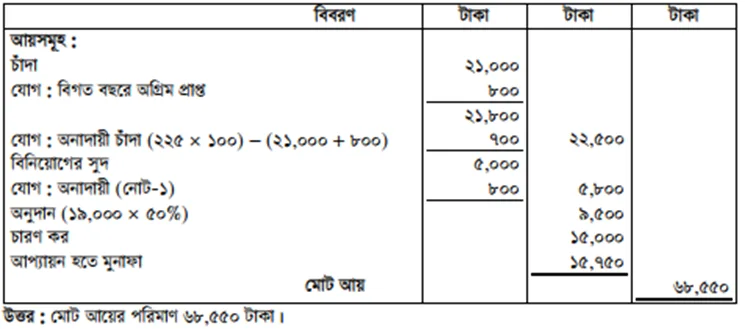 বিবরণ টাকা টাকা টাকা
আয়সমূহ :
চাঁদা ২১,০০০
যোগ : বিগত বছরে অগ্রিম প্রাপ্ত ৮০০
২১,৮০০
যোগ : অনাদায়ী চাঁদা (২২৫ × ১০০) – (২১,০০০ + ৮০০) ৭০০ ২২,৫০০
বিনিয়োগের সুদ ৫,০০০
যোগ : অনাদায়ী (নোট-১) ৮০০ ৫,৮০০
অনুদান (১৯,০০০ × ৫০%) ৯,৫০০
চারণ কর ১৫,০০০
আপ্যায়ন হতে মুনাফা ১৫,৭৫০
মোট আয় ৬৮,৫৫০
উত্তর : মোট আয়ের পরিমাণ ৬৮,৫৫০ টাকা।